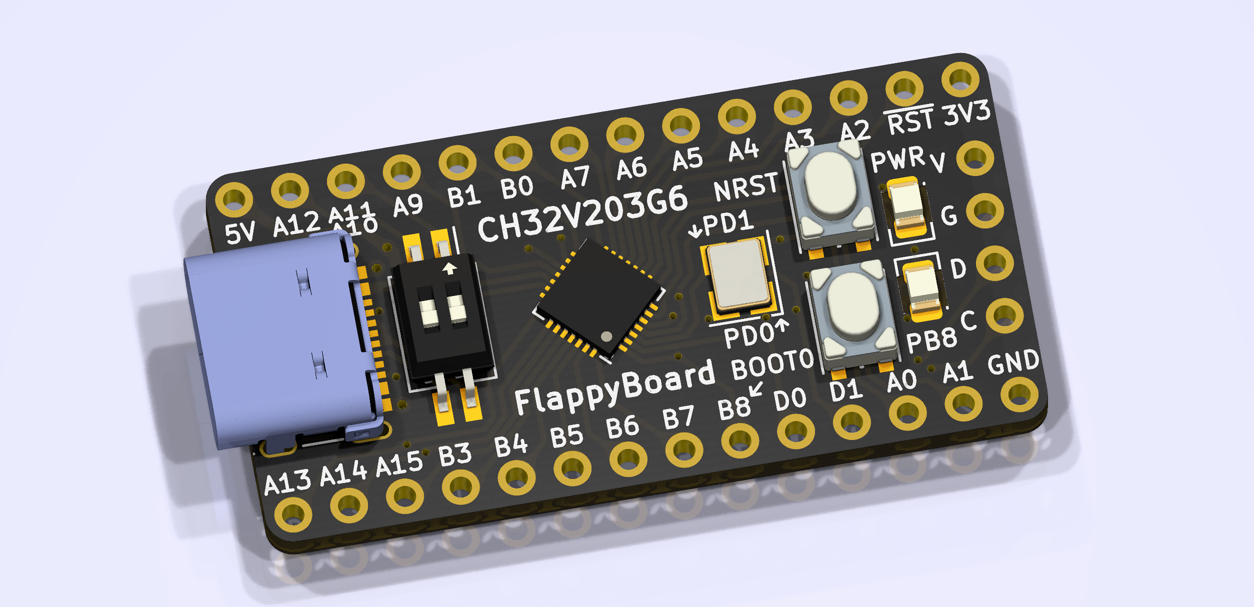 5V A12 A11 A10 A9 B1 B0 A7 A6 A5 A4 A3 A2 RST 3V3
CH32V203G6
NRST
PWR
V
G
D
C
↓PD1
PD0↑
PB8
FlappyBoard
BOOT0
↙
A13 A14 A15 B3 B4 B5 B6 B7 B8 D0 D1 A0 A1 GND